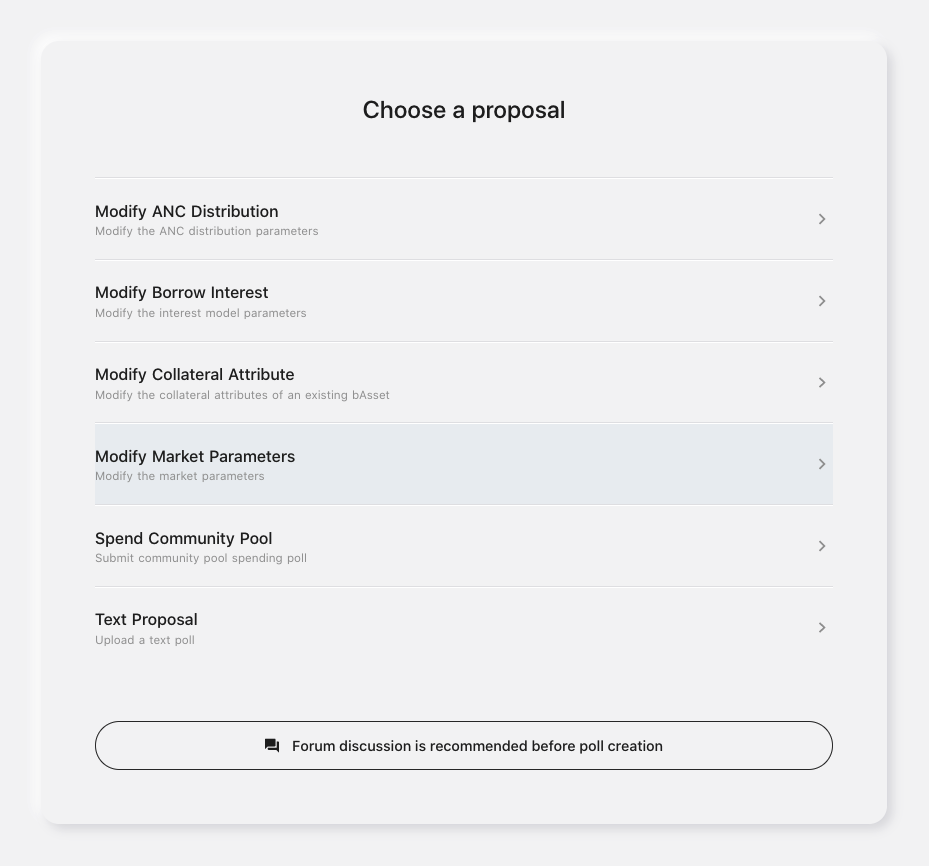 Choose a proposal
Modify ANC Distribution
Modify the ANC distribution parameters
Modify Borrow Interest
Modify the interest model parameters
Modify Collateral Attribute
Modify the collateral attributes of an existing bAsset
Modify Market Parameters
Modify the market parameters
Spend Community Pool
Submit community pool spending poll
Text Proposal
Upload a text poll
Forum discussion is recommended before poll creation